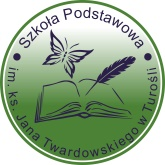 Szkoła Podstawowa
im. ks. Jana Twardowskiego w Turośli